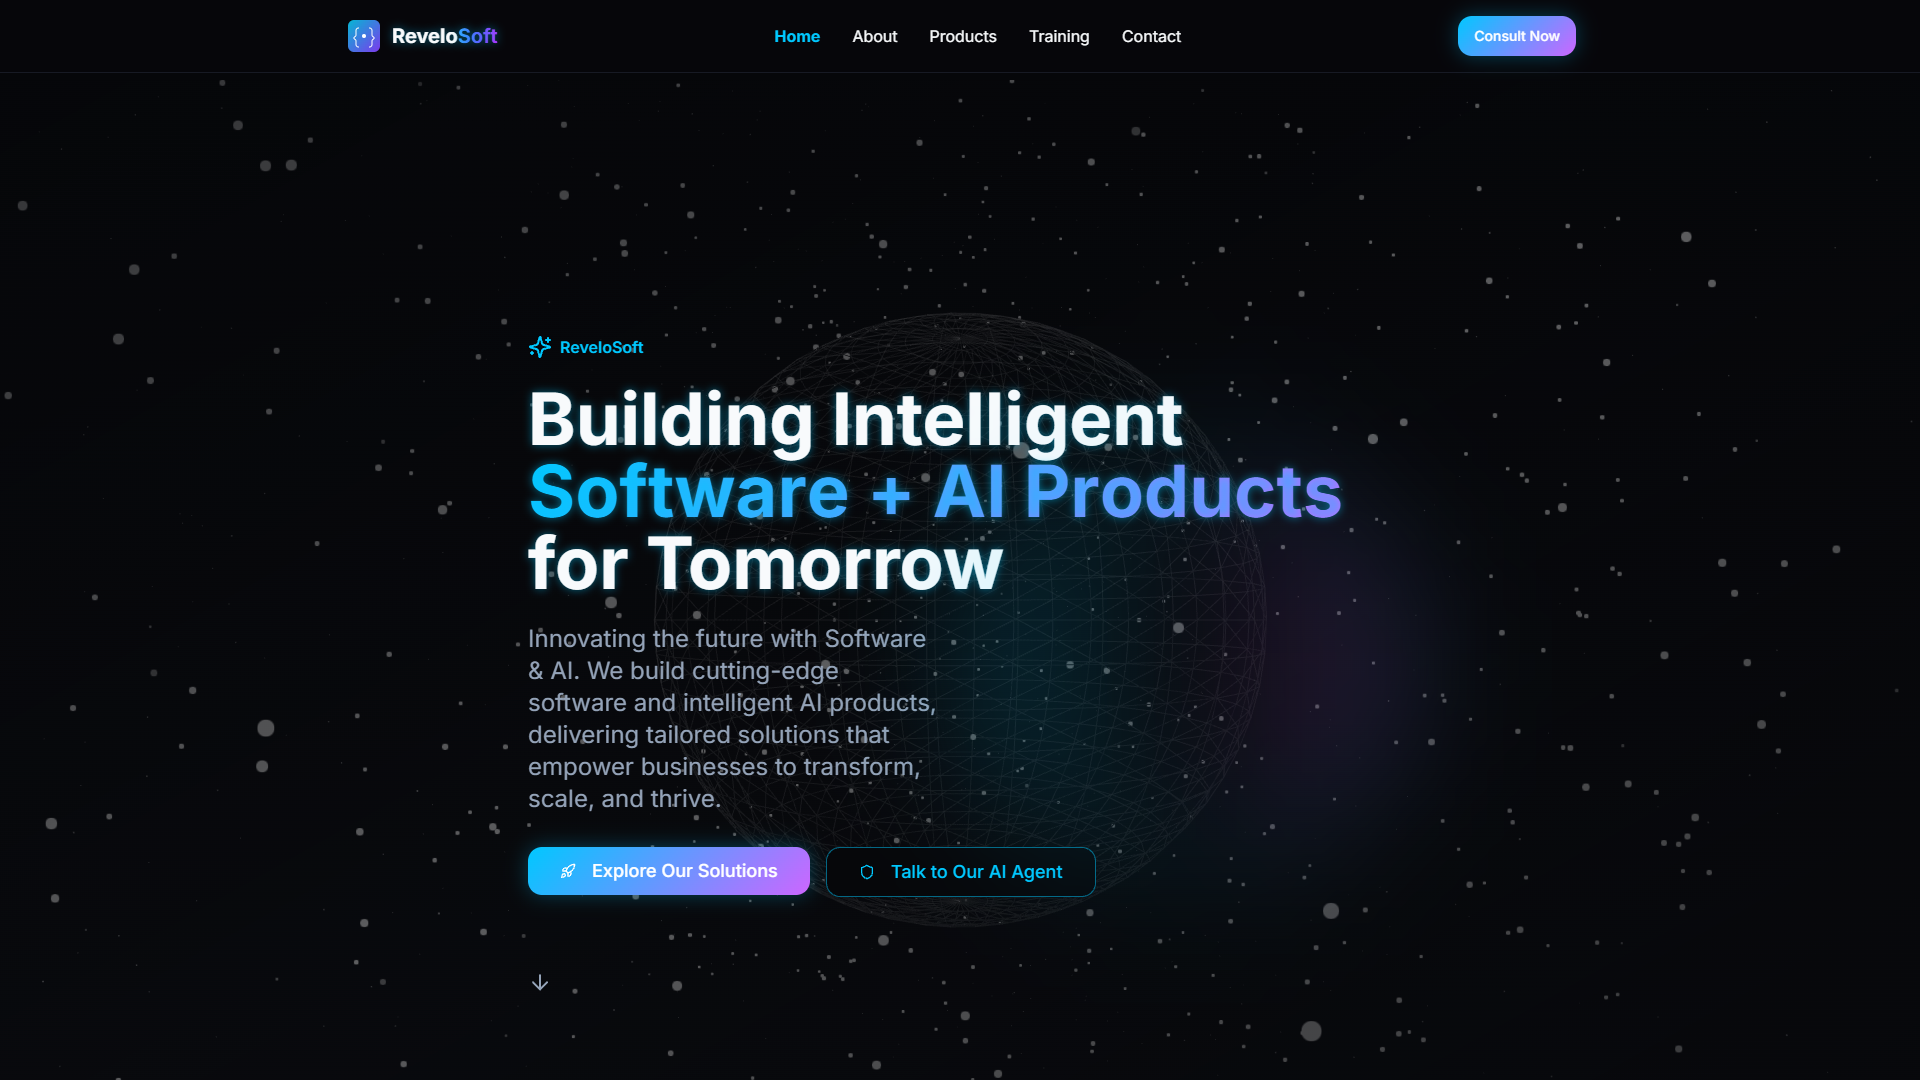 ReveloSoft
Home
About
Products
Training
Contact
Consult Now
ReveloSoft
Building Intelligent
Software + AI Products
for Tomorrow
Innovating the future with Software
& AI. We build cutting-edge
software and intelligent AI products,
delivering tailored solutions that
empower businesses to transform,
scale, and thrive.
Explore Our Solutions
Talk to Our AI Agent